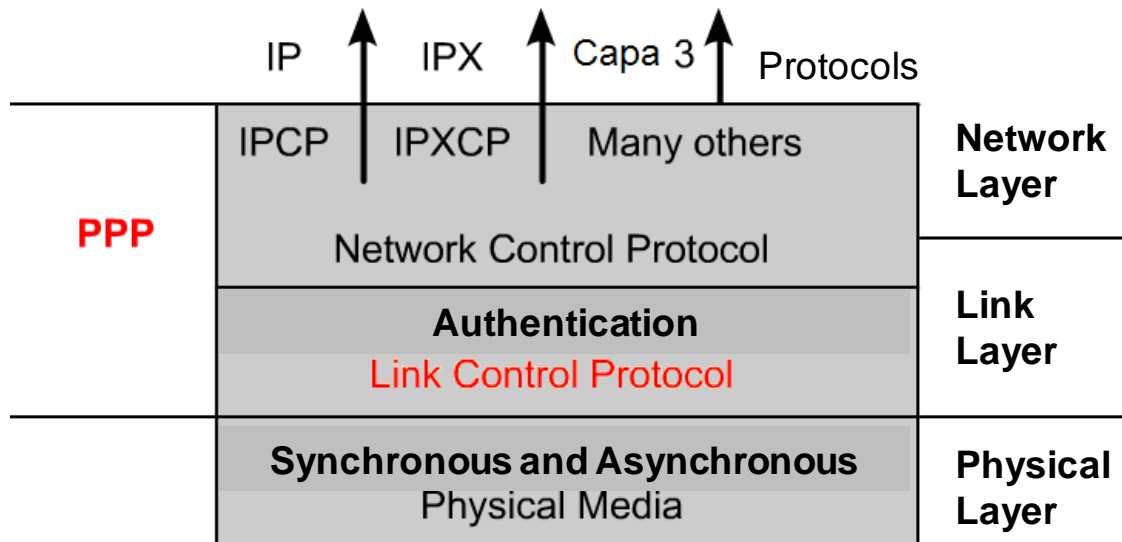 IP IPX Capa 3 Protocols
IPCP IPXCP Many others
Network
Layer
PPP
Network Control Protocol
Authentication
Link Control Protocol
Link
Layer
Synchronous and Asynchronous
Physical Media
Physical
Layer